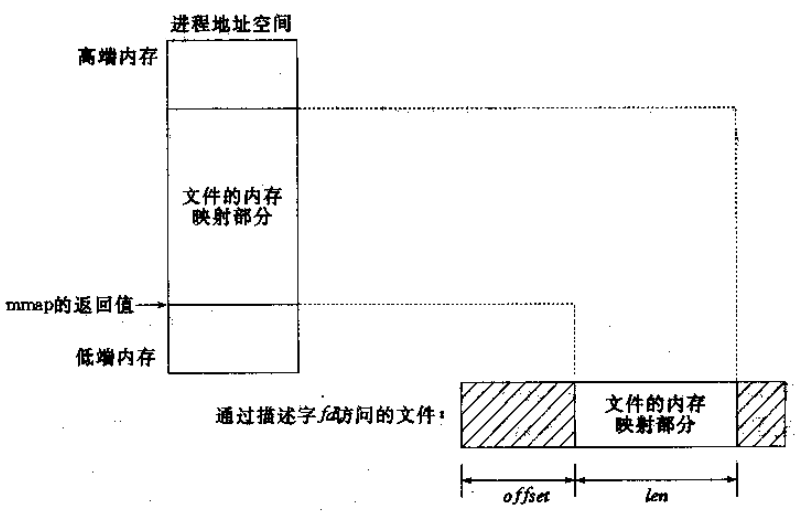 进程地址空间
高端内存
文件的内存
映射部分
mmap的返回值
低端内存
通过描述字fd访问的文件：
文件的内存
映射部分
offset
len